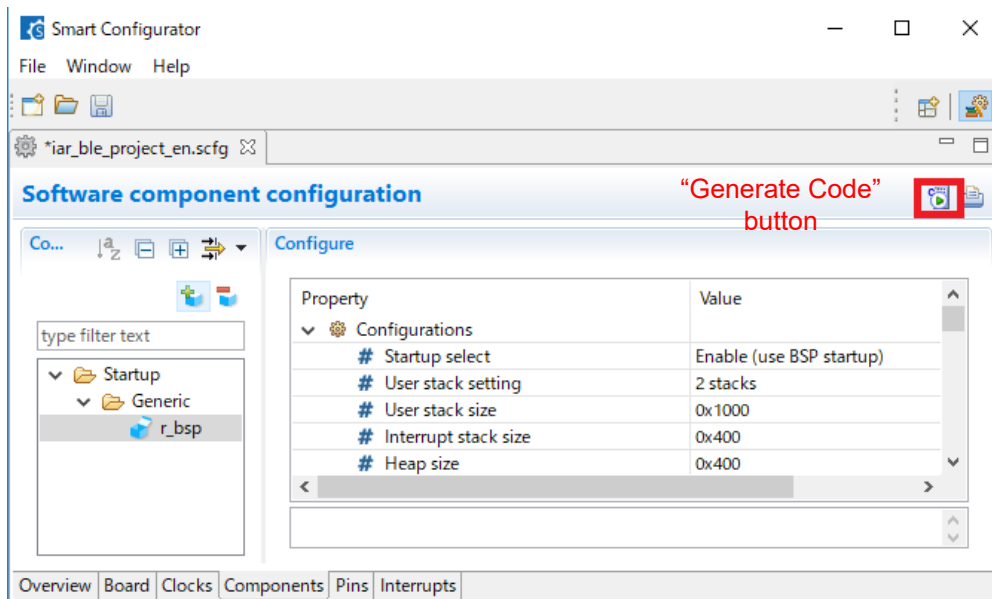 Smart Configurator
File Window Help
*iar_ble_project_en.scfg
Software component configuration
“Generate Code”
button
Co...
Configure
type filter text
Startup
Generic
r_bsp
Property Value
Configurations
# Startup select Enable (use BSP startup)
# User stack setting 2 stacks
# User stack size 0x1000
# Interrupt stack size 0x400
# Heap size 0x400
Overview Board Clocks Components Pins Interrupts